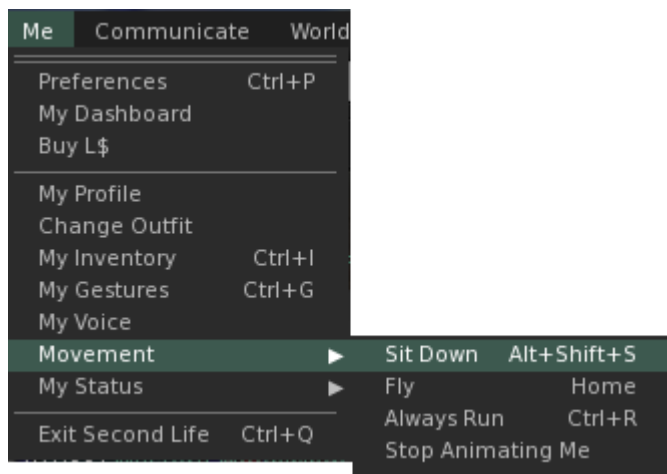 Me Communicate World
Preferences Ctrl+P
My Dashboard
Buy L$
My Profile
Change Outfit
My Inventory Ctrl+I
My Gestures Ctrl+G
My Voice
Movement ▶
My Status ▶
Exit Second Life Ctrl+Q
Sit Down Alt+Shift+S
Fly Home
Always Run Ctrl+R
Stop Animating Me